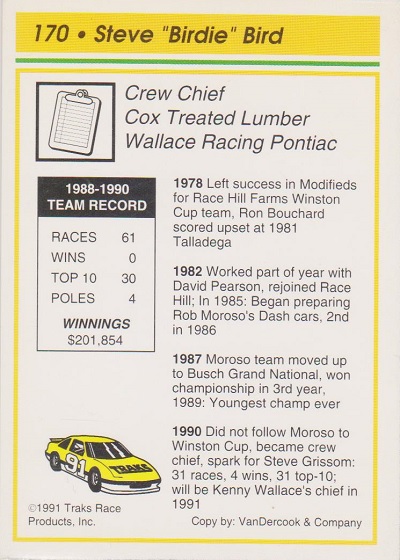 170 • Steve "Birdie" Bird
Crew Chief
Cox Treated Lumber
Wallace Racing Pontiac
1988-1990
TEAM RECORD
RACES 61
WINS 0
TOP 10 30
POLES 4
WINNINGS
$201,854
1978 Left success in Modifieds
for Race Hill Farms Winston
Cup team, Ron Bouchard
scored upset at 1981
Talladega
1982 Worked part of year with
David Pearson, rejoined Race
Hill; In 1985: Began preparing
Rob Moroso's Dash cars, 2nd
in 1986
1987 Moroso team moved up
to Busch Grand National, won
championship in 3rd year,
1989: Youngest champ ever
1990 Did not follow Moroso to
Winston Cup, became crew
chief, spark for Steve Grissom:
31 races, 4 wins, 31 top-10;
will be Kenny Wallace's chief in
1991
91
TRAKS
©1991 Traks Race
Products, Inc.
Copy by: VanDercook & Company